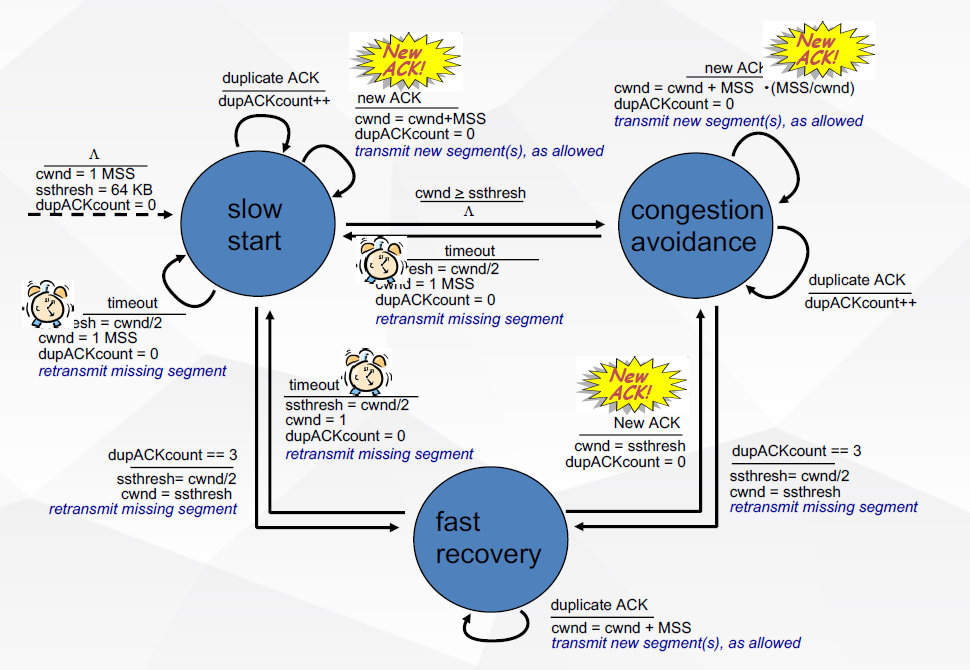 duplicate ACK
dupACKcount++
New
ACK!
new ACK
cwnd = cwnd+MSS
dupACKcount = 0
transmit new segment(s), as allowed
New
ACK!
new ACK
cwnd = cwnd + MSS •(MSS/cwnd)
dupACKcount = 0
transmit new segment(s), as allowed
Λ
cwnd = 1 MSS
ssthresh = 64 KB
dupACKcount = 0
slow
start
cwnd > ssthresh
Λ
congestion
avoidance
timeout
resh = cwnd/2
cwnd = 1 MSS
dupACKcount = 0
retransmit missing segment
duplicate ACK
dupACKcount++
timeout
esh = cwnd/2
cwnd = 1 MSS
dupACKcount = 0
retransmit missing segment
timeout
ssthresh = cwnd/2
cwnd = 1
dupACKcount = 0
retransmit missing segment
New
ACK!
New ACK
cwnd = ssthresh
dupACKcount = 0
dupACKcount == 3
ssthresh= cwnd/2
cwnd = ssthresh
retransmit missing segment
dupACKcount == 3
ssthresh= cwnd/2
cwnd = ssthresh
retransmit missing segment
fast
recovery
duplicate ACK
cwnd = cwnd + MSS
transmit new segment(s), as allowed